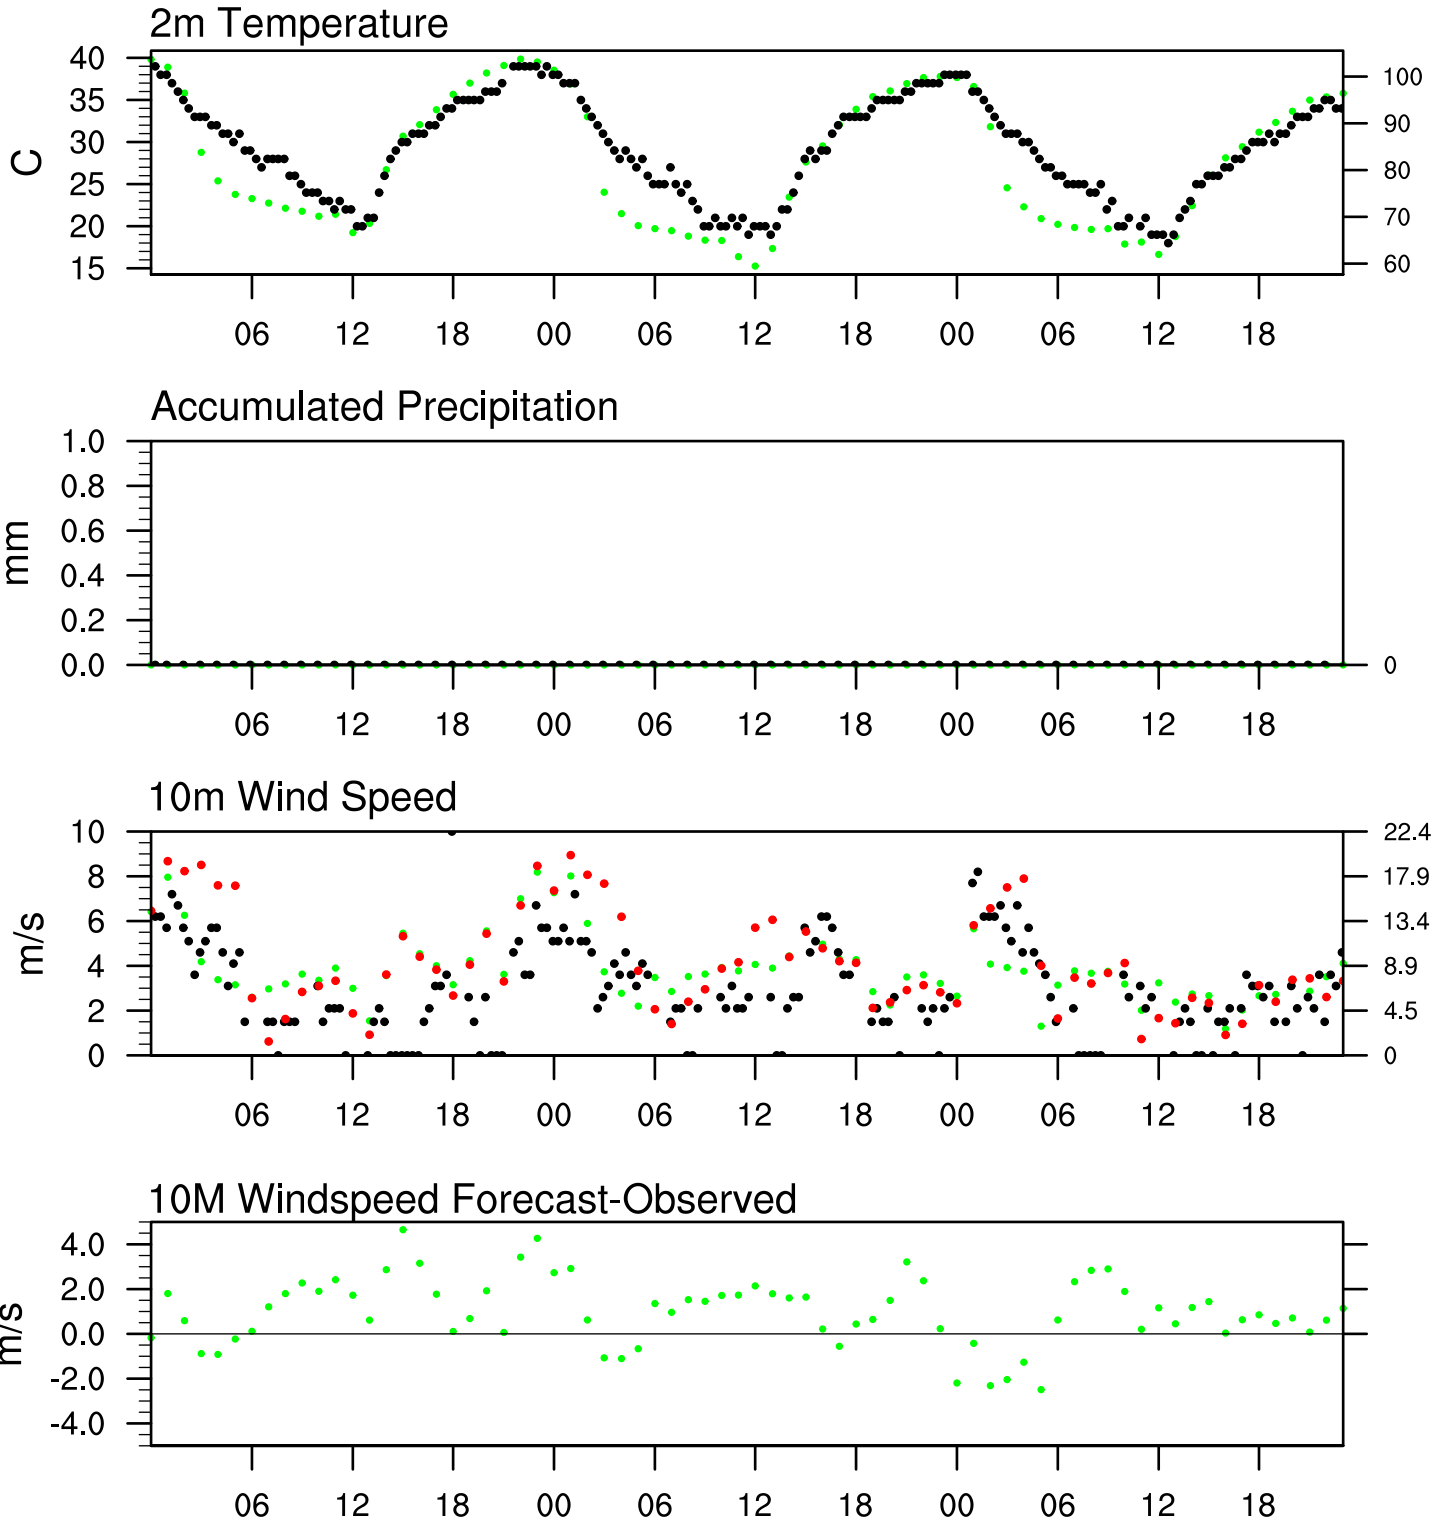 2m Temperature
40
35
30
25
20
15
C
100
90
80
70
60
06 12 18 00 06 12 18 00 06 12 18
Accumulated Precipitation
1.0
0.8
0.6
0.4
0.2
0.0
mm
0
06 12 18 00 06 12 18 00 06 12 18
10m Wind Speed
10
8
6
4
2
0
m/s
22.4
17.9
13.4
8.9
4.5
0
06 12 18 00 06 12 18 00 06 12 18
10M Windspeed Forecast-Observed
4.0
2.0
0.0
-2.0
-4.0
m/s
06 12 18 00 06 12 18 00 06 12 18